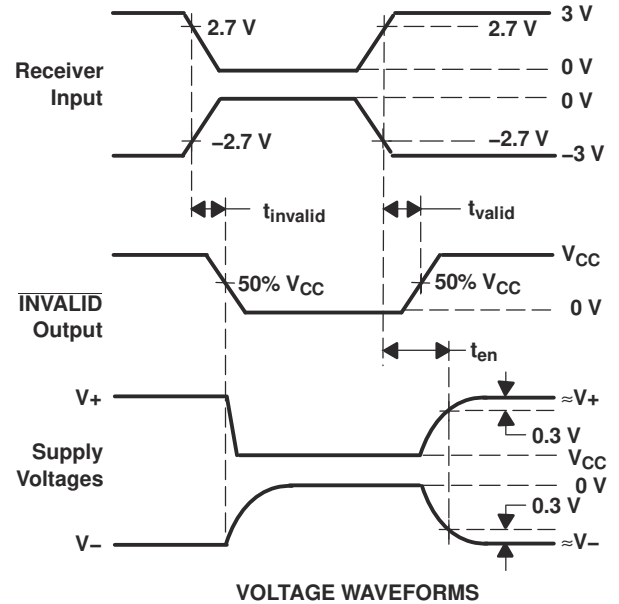 3 V
2.7 V
2.7 V
Receiver
Input
0 V
0 V
−2.7 V
−2.7 V
−3 V
tinvalid
tvalid
VCC
50% VCC
50% VCC
INVALID
Output
0 V
ten
V+
≈V+
0.3 V
Supply
Voltages
VCC
0 V
0.3 V
V−
≈V−
VOLTAGE WAVEFORMS